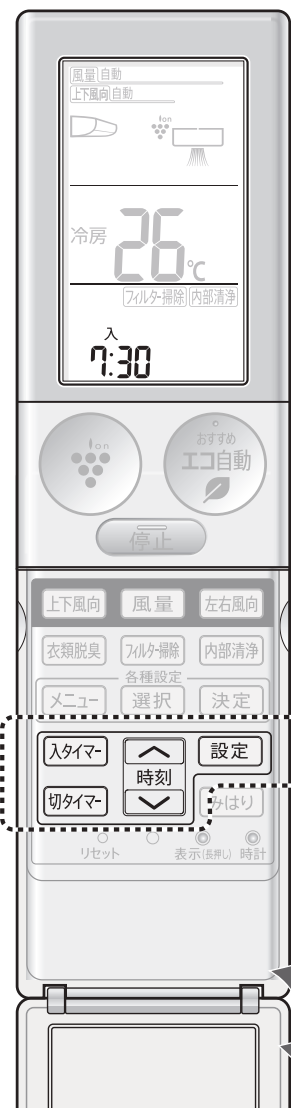 風量 自動
上下風向 自動
ion
冷房 26℃
フィルター掃除 内部清浄
入
7:30
ion
おすすめ
エコ自動
停止
上下風向 風量 左右風向
衣類脱臭 フィルター掃除 内部清浄
各種設定
メニュー 選択 決定
入タイマー 設定
時刻
切タイマー みはり
リセット 表示(長押し) 時計